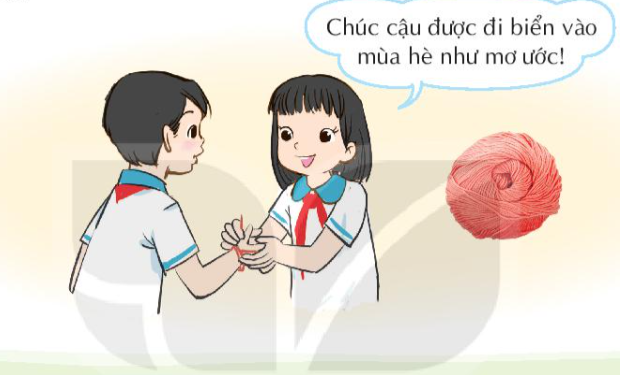 Chúc cậu được đi biển vào
mùa hè như mơ ước!